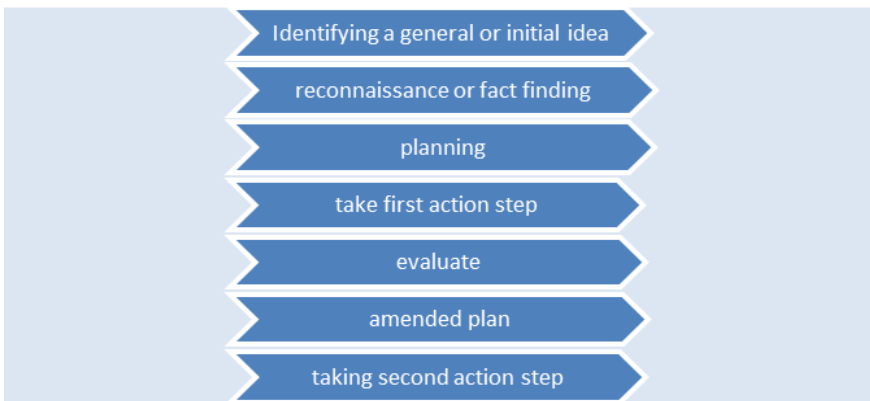 Identifying a general or initial idea
reconnaissance or fact finding
planning
take first action step
evaluate
amended plan
taking second action step